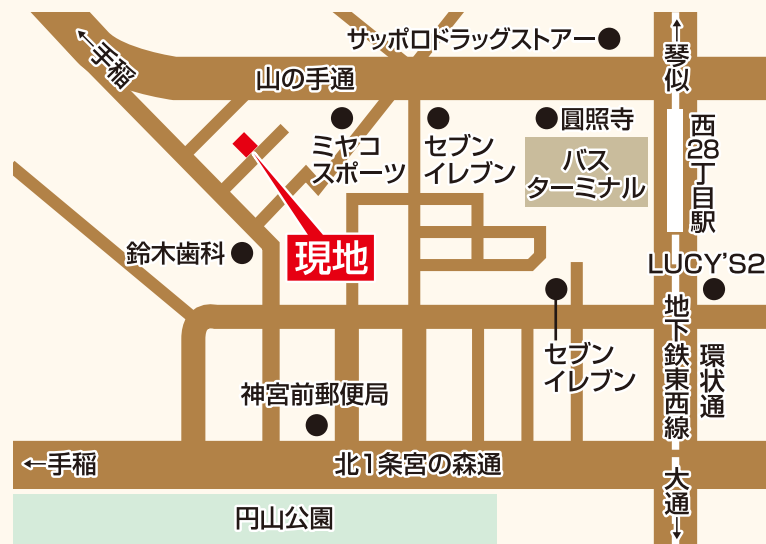 サッポロドラッグストアー
↑琴似
←手稲
山の手通
ミヤコ
スポーツ
セブン
イレブン
圓照寺
バス
ターミナル
西28丁目駅
鈴木歯科
現地
LUCY'S2
地下鉄東西線
環状通
セブン
イレブン
神宮前郵便局
←手稲
北1条宮の森通
大通→
円山公園